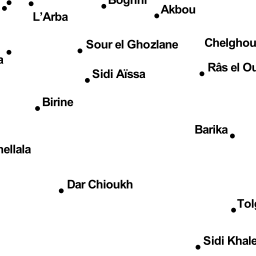 Boghni
Akbou
L'Arba
Sour el Ghozlane
Chelghou
Râs el Ou
Sidi Aïssa
Birine
Barika
nellala
Dar Chioukh
Tolg
Sidi Khale